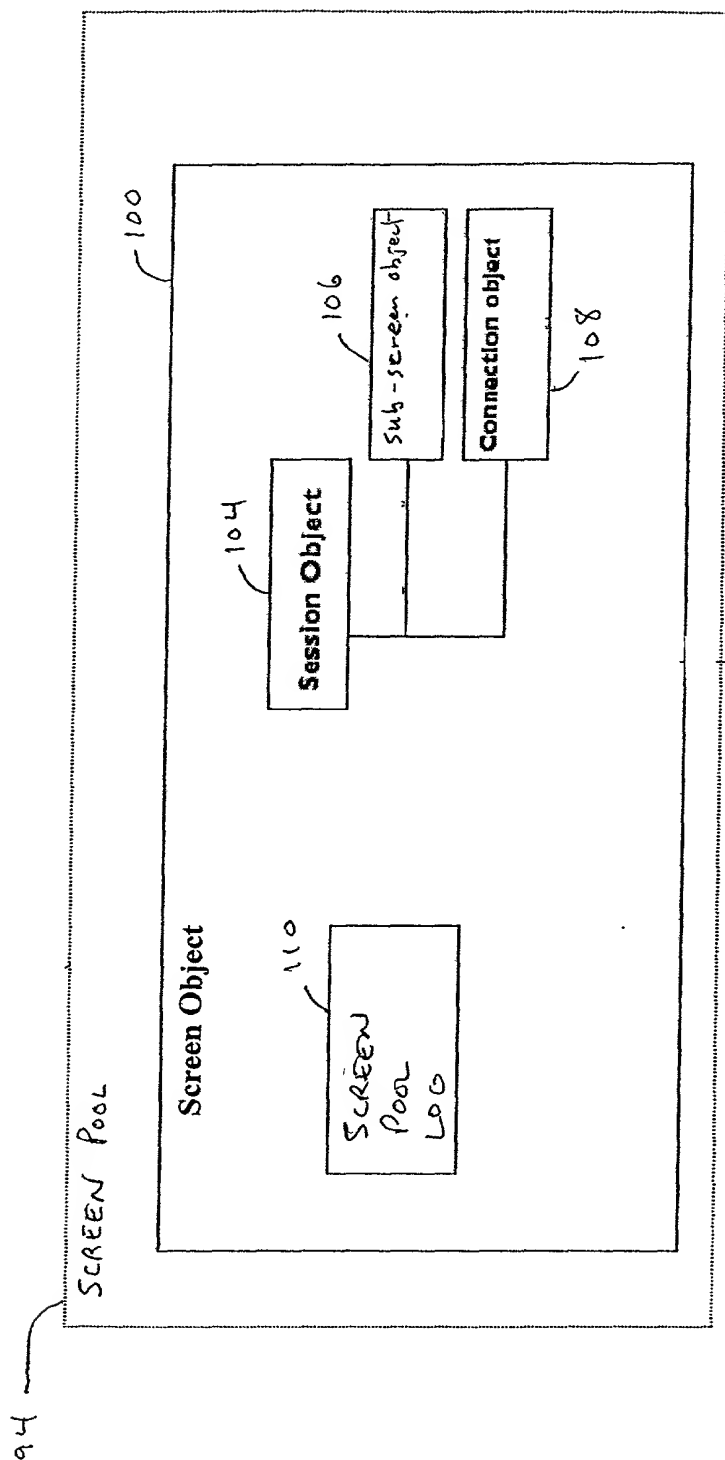 94
SCREEN POOL
100
Screen Object
110
SCREEN
POOL
LOG
104
Session Object
106
sub-screen object
Connection object
108